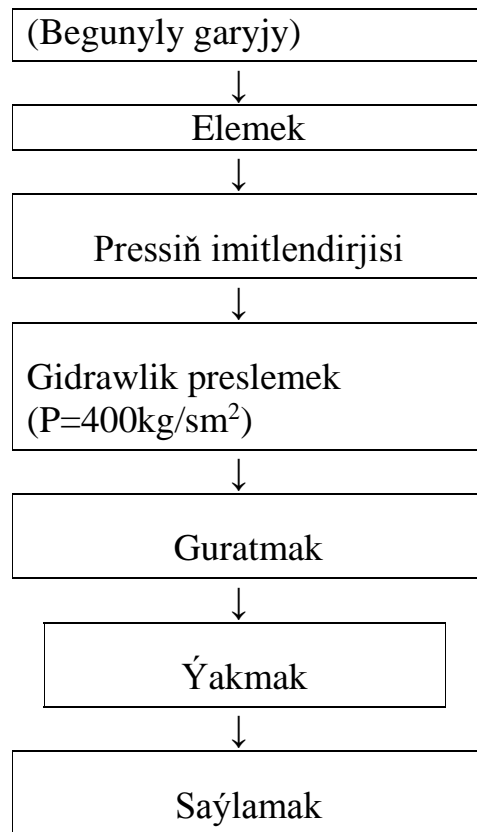 (Begunyly garyjy)
↓
Elemek
↓
Pressiň imitlendirjisi
↓
Gidrawlik preslemek
(P=400kg/sm²)
↓
Guratmak
↓
Ýakmak
↓
Saýlamak